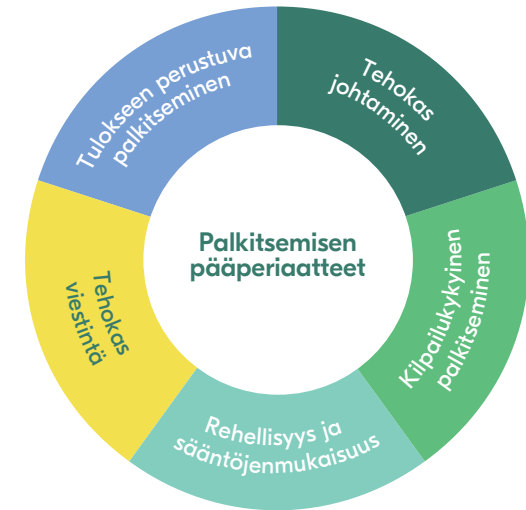 Palkitsemisen
pääperiaatteet
Tehokas
johtaminen
Kilpailukykyinen
palkitseminen
Rehellisyys ja
sääntöjenmukaisuus
Tehokas
viestintä
Tulokseen perustuva
palkitseminen